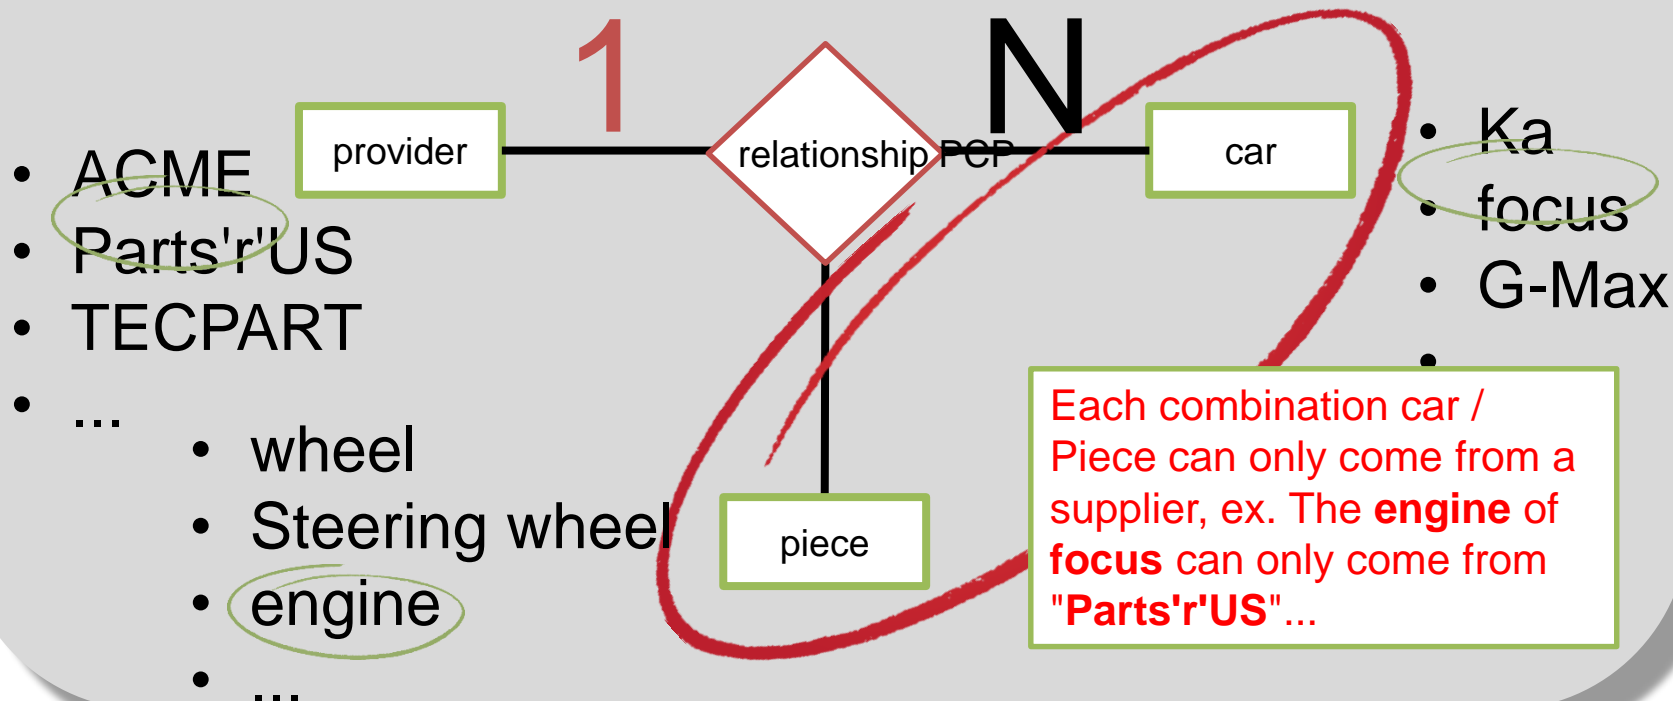 1
N
provider
relationship PCP
car
• ACME
• Parts'r'US
• TECPART
• ...
• Ka
• focus
• G-Max
•
• wheel
• Steering wheel
• engine
• ...
piece
Each combination car /
Piece can only come from a
supplier, ex. The engine of
focus can only come from
"Parts'r'US"...